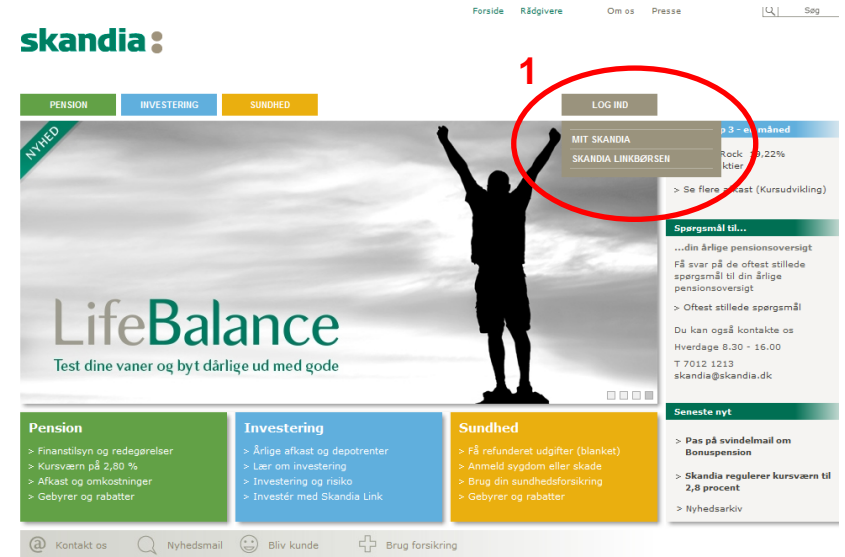 Forside Rådgivere Om os Presse Søg
skandia:
1
PENSION INVESTERING SUNDHED LOG IND
NYHED
MIT SKANDIA
SKANDIA LINKBØRSEN
p 3 - en måned
Rock 19,22%
ktier
> Se flere afkast (Kursudvikling)
Spørgsmål til...
...din årlige pensionsoversigt
Få svar på de oftest stillede
spørgsmål til din årlige
pensionsoversigt
> Oftest stillede spørgsmål
Du kan også kontakte os
Hverdage 8.30 - 16.00
T 7012 1213
skandia@skandia.dk
LifeBalance
Test dine vaner og byt dårlige ud med gode
Seneste nyt
> Pas på svindelmail om
Bonuspension
> Skandia regulerer kursværn til
2,8 procent
> Nyhedsarkiv
Pension
> Finanstilsyn og redegørelser
> Kursværn på 2,80 %
> Afkast og omkostninger
> Gebyrer og rabatter
Investering
> Årlige afkast og depotrenter
> Lær om investering
> Investering og risiko
> Investér med Skandia Link
Sundhed
> Få refunderet udgifter (blanket)
> Anmeld sygdom eller skade
> Brug din sundhedsforsikring
> Gebyrer og rabatter
@ Kontakt os Nyhedsmail Bliv kunde Brug forsikring